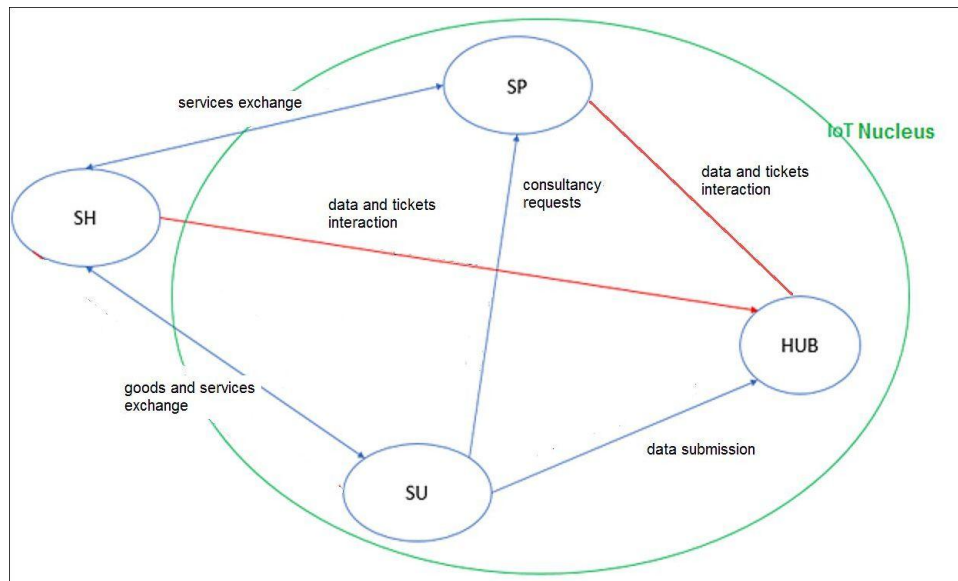 SP
services exchange
IoT Nucleus
data and tickets
interaction
consultancy
requests
data and tickets
interaction
SH
HUB
goods and services
exchange
data submission
SU